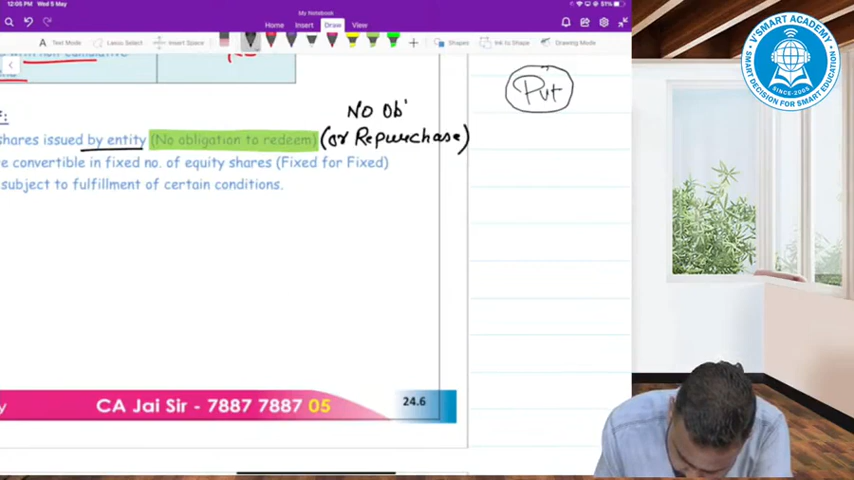 12:05 PM Wed 5 May
My Notebook
51%
Home Insert Draw View
Text Mode Lasso Select Insert Space Shapes Ink to Shape Drawing Mode
V'SMART ACADEMY
SMART DECISION FOR SMART EDUCATION
SINCE-2005
Put
No Ob'
shares issued by entity (No obligation to redeem) (or Repurchase)
e convertible in fixed no. of equity shares (Fixed for Fixed)
subject to fulfillment of certain conditions.
y CA Jai Sir - 7887 7887 05
24.6